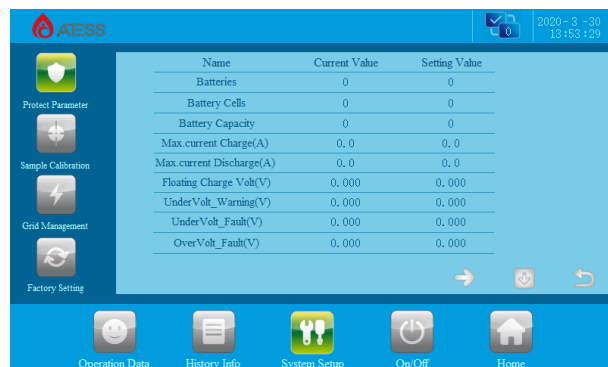 ATESS
0
2020-3-30
13:53:29
Name Current Value Setting Value
Batteries 0 0
Battery Cells 0 0
Battery Capacity 0 0
Max.current Charge(A) 0.0 0.0
Max.current Discharge(A) 0.0 0.0
Floating Charge Volt(V) 0.000 0.000
UnderVolt_Warning(V) 0.000 0.000
UnderVolt_Fault(V) 0.000 0.000
OverVolt_Fault(V) 0.000 0.000
Protect Parameter
Sample Calibration
Grid Management
Factory Setting
Operation Data History Info System Setup On/Off Home